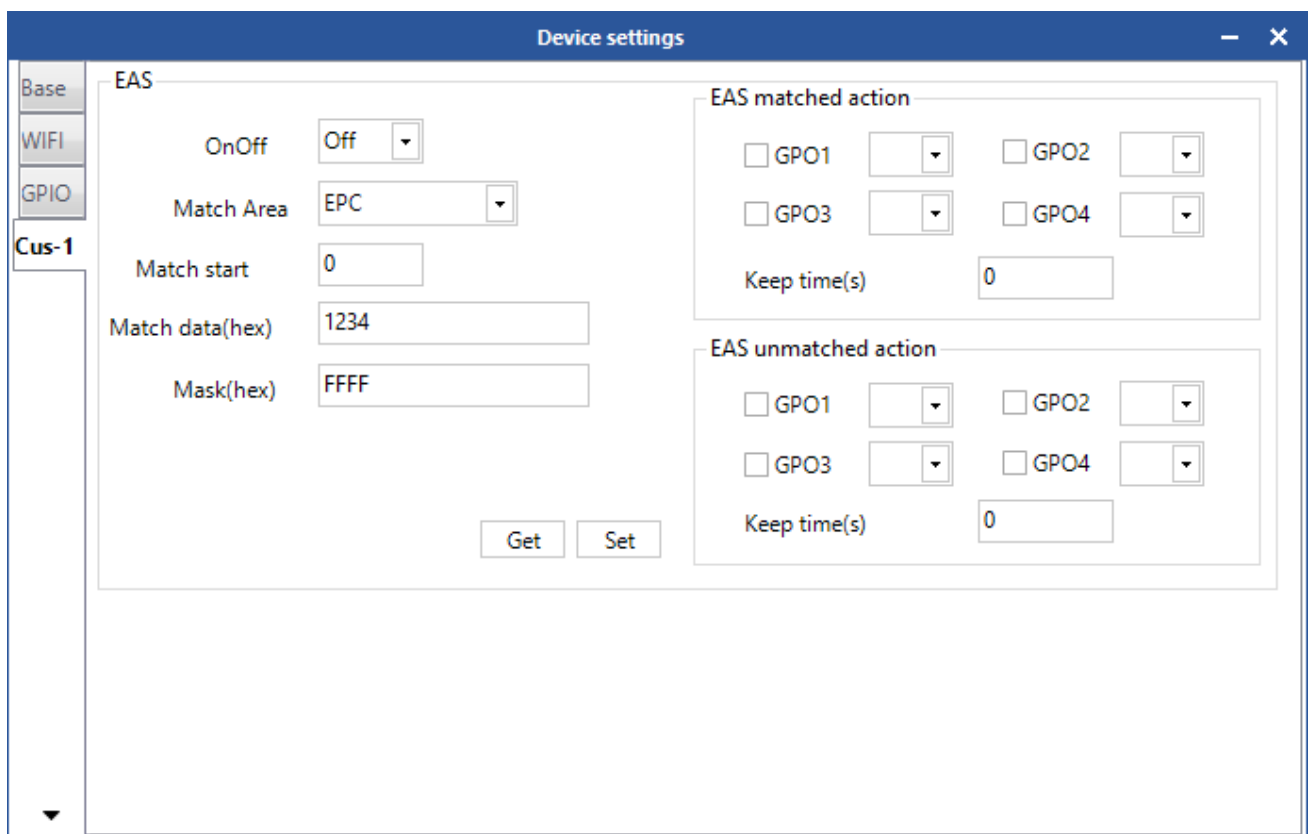 Device settings
Base
WIFI
GPIO
Cus-1
EAS
OnOff Off
Match Area EPC
Match start 0
Match data(hex) 1234
Mask(hex) FFFF
Get Set
EAS matched action
GPO1 GPO2
GPO3 GPO4
Keep time(s) 0
EAS unmatched action
GPO1 GPO2
GPO3 GPO4
Keep time(s) 0